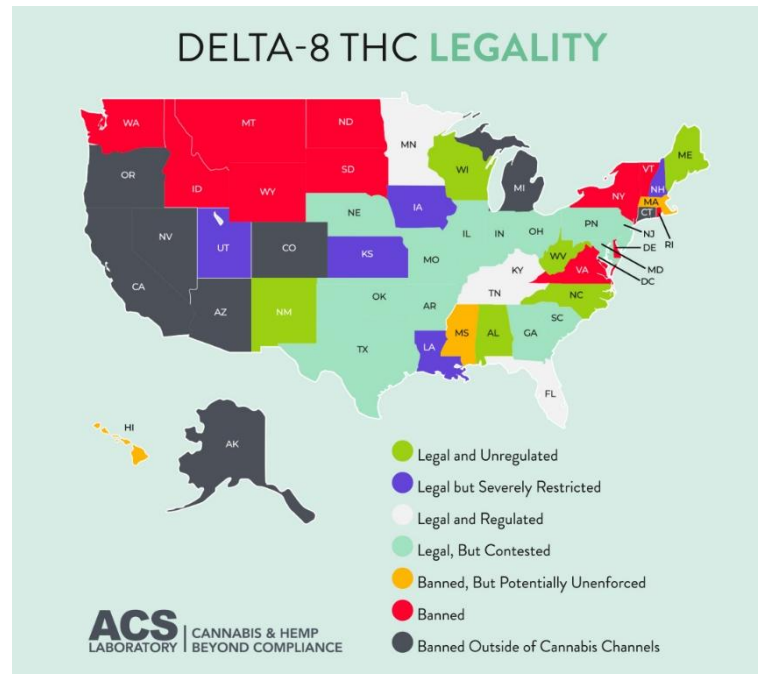 DELTA-8 THC LEGALITY
WA
MT
ND
MN
OR
ID
WY
SD
WI
MI
VT
ME
NH
NY
MA
CT
RI
NV
UT
CO
NE
IA
IL
IN
OH
PN
NJ
DE
MD
DC
CA
KS
MO
WV
VA
KY
AZ
NM
OK
AR
TN
NC
SC
TX
LA
MS
AL
GA
FL
HI
AK
Legal and Unregulated
Legal but Severely Restricted
Legal and Regulated
Legal, But Contested
Banned, But Potentially Unenforced
Banned
Banned Outside of Cannabis Channels
ACS
LABORATORY
CANNABIS & HEMP
BEYOND COMPLIANCE